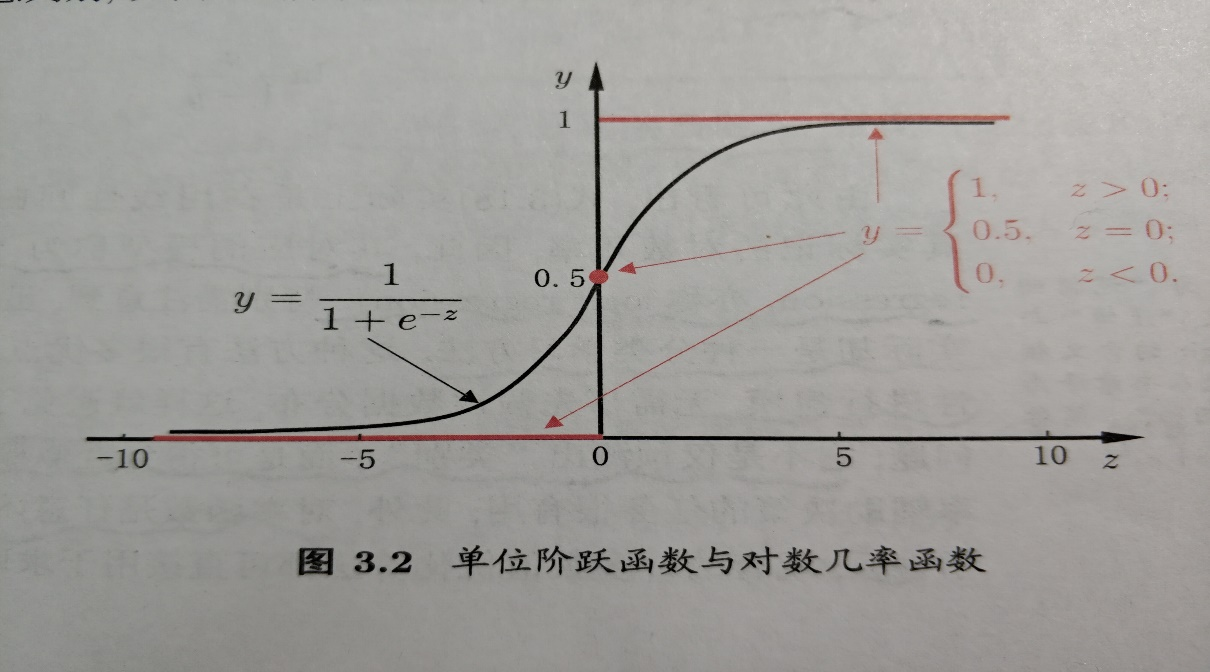 y
1
1, z > 0;
y = { 0.5, z = 0;
0, z < 0.
0.5
y = \frac{1}{1 + e^{-z}}
−10 −5 0 5 10 z
图 3.2 单位阶跃函数与对数几率函数